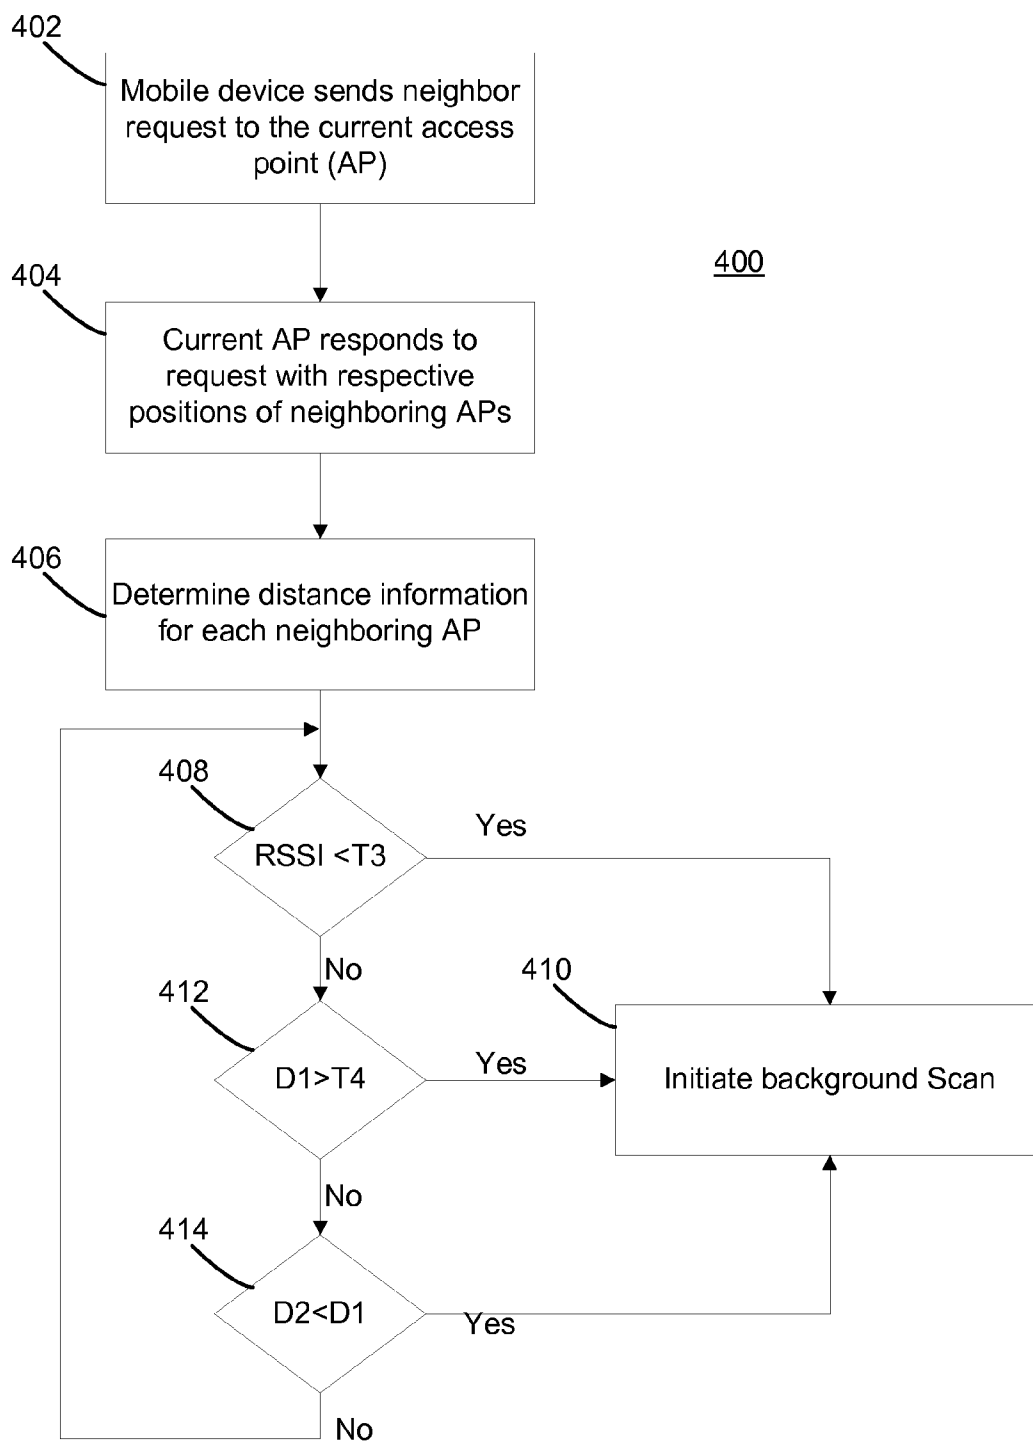 402
Mobile device sends neighbor
request to the current access
point (AP)
400
404
Current AP responds to
request with respective
positions of neighboring APs
406
Determine distance information
for each neighboring AP
408
RSSI <T3
Yes
No
410
412
D1>T4
Yes
Initiate background Scan
No
414
D2<D1
Yes
No